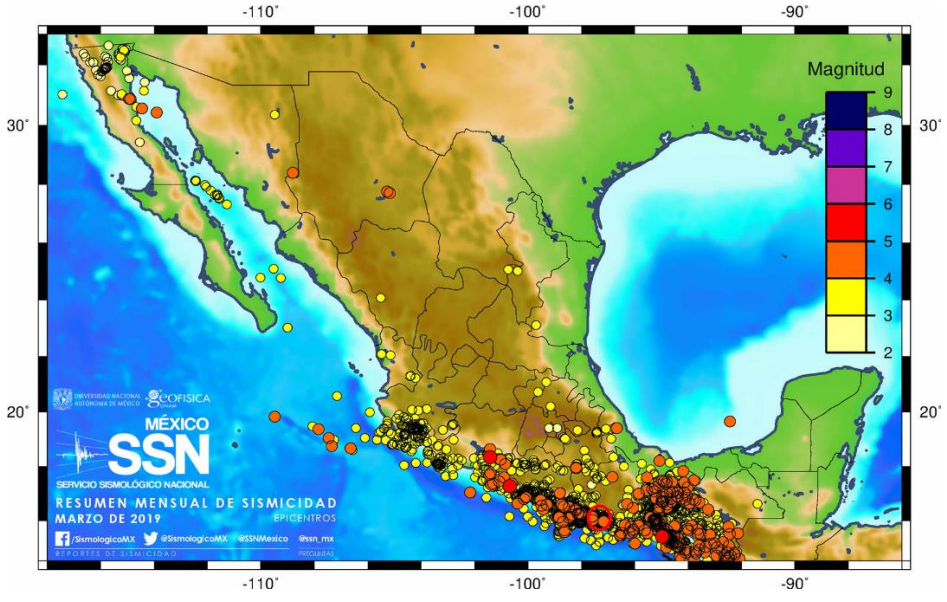 -110° -100° -90°
Magnitud
9
8
7
6
5
4
3
2
30°
30°
20°
20°
UNIVERSIDAD NACIONAL
AUTÓNOMA DE MÉXICO
geOFISICA
UNAM
MÉXICO
SSN
SERVICIO SISMOLÓGICO NACIONAL
RESUMEN MENSUAL DE SISMICIDAD
MARZO DE 2019 EPICENTROS
/SismologicoMX @SismologicoMX @SSNMexico @ssn_mx
REPORTES DE SISMICIDAD PREGUNTAS
-110° -100° -90°